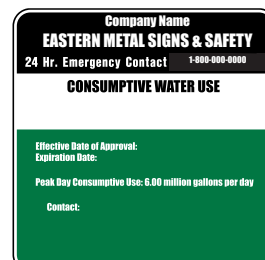 Company Name
EASTERN METAL SIGNS & SAFETY
24 Hr. Emergency Contact 1-800-000-0000
CONSUMPTIVE WATER USE
Effective Date of Approval:
Expiration Date:
Peak Day Consumptive Use: 6.00 million gallons per day
Contact: